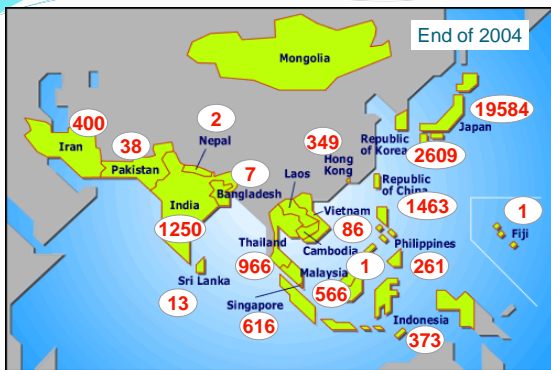 End of 2004
Mongolia
400
Iran
38
Pakistan
2
Nepal
7
Bangladesh
India
1250
349
Hong
Kong
Laos
Republic
of Korea
2609
19584
Japan
Republic
of China
1463
Vietnam
86
Cambodia
1
Thailand
966
Malaysia
566
Philippines
261
1
Fiji
Sri Lanka
13
Singapore
616
Indonesia
373